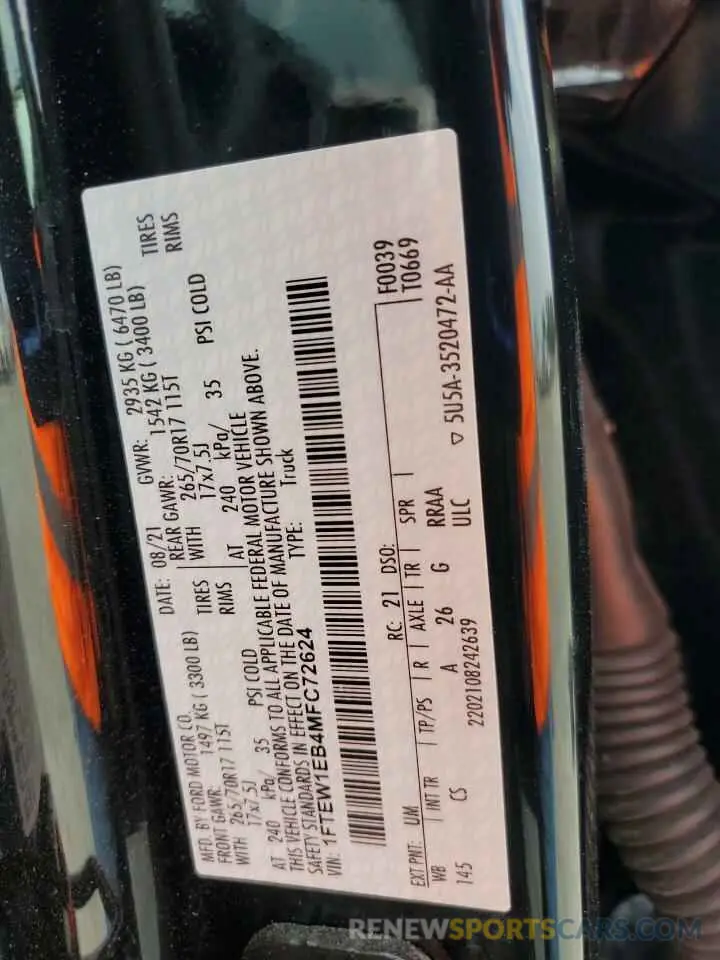 MFD. BY FORD MOTOR CO.
DATE: 08/21 GVWR: 2935 KG ( 6470 LB)
FRONT GAWR: 1497 KG ( 3300 LB) REAR GAWR: 1542 KG ( 3400 LB)
WITH 265/70R17 115T TIRES WITH 265/70R17 115T TIRES
17x7.5J RIMS 17x7.5J RIMS
AT 240 kPa/ 35 PSI COLD AT 240 kPa/ 35 PSI COLD
THIS VEHICLE CONFORMS TO ALL APPLICABLE FEDERAL MOTOR VEHICLE
SAFETY STANDARDS IN EFFECT ON THE DATE OF MANUFACTURE SHOWN ABOVE.
VIN: 1FTEW1EB4MFC72624 TYPE: Truck
F0039
T0669
EXT PNT: UM RC: 21 DSO:
WB INT TR TP/PS R AXLE TR SPR
145 CS A 26 G RRAA
2202108242639 ULC ▽ 5U5A-3520472-AA
RENEWSPORTSCARS.COM